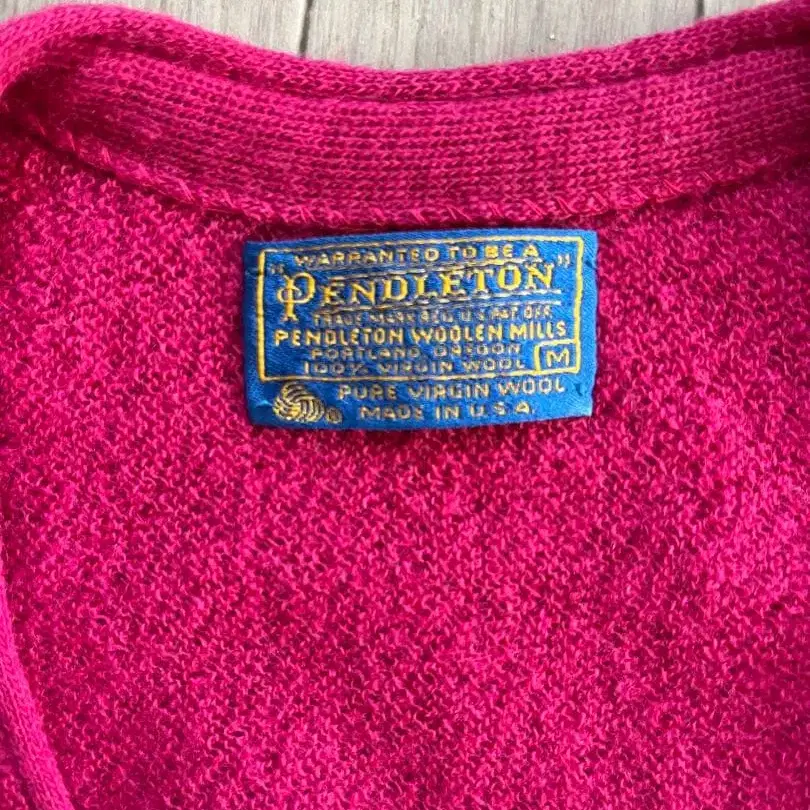 WARRANTED TO BE A
"PENDLETON"
TRADE MARK REG. U.S. PAT. OFF.
PENDLETON WOOLEN MILLS
PORTLAND, OREGON
100% VIRGIN WOOL M
PURE VIRGIN WOOL
® MADE IN U.S.A.